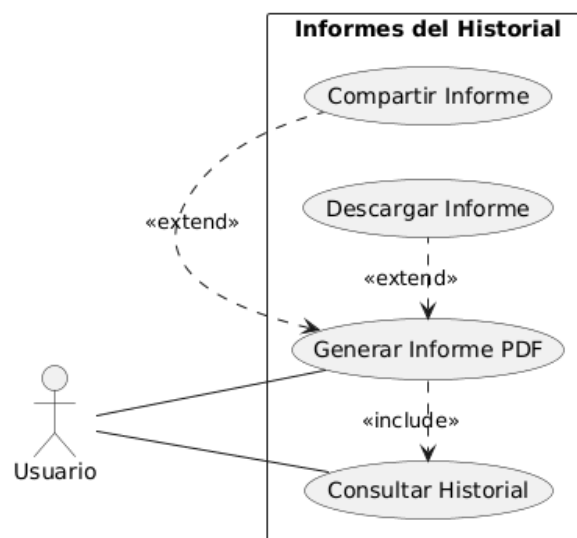 Informes del Historial
Compartir Informe
«extend»
Descargar Informe
«extend»
Generar Informe PDF
«include»
Usuario
Consultar Historial